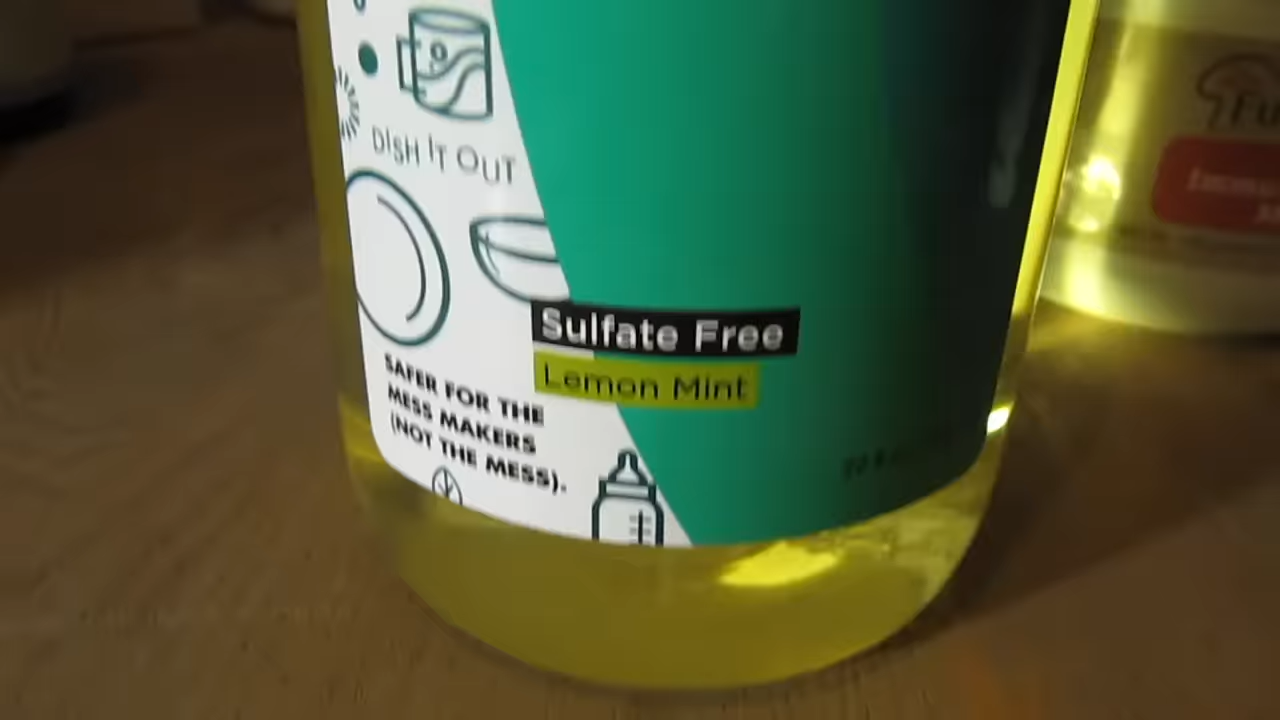 DISH IT OUT
Sulfate Free
Lemon Mint
SAFER FOR THE
MESS MAKERS
(NOT THE MESS).